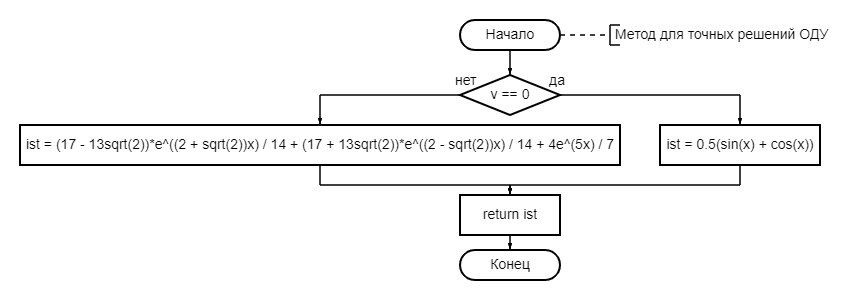 Начало
Метод для точных решений ОДУ
нет
да
v == 0
ist = (17 - 13sqrt(2))*e^((2 + sqrt(2))x) / 14 + (17 + 13sqrt(2))*e^((2 - sqrt(2))x) / 14 + 4e^(5x) / 7
ist = 0.5(sin(x) + cos(x))
return ist
Конец